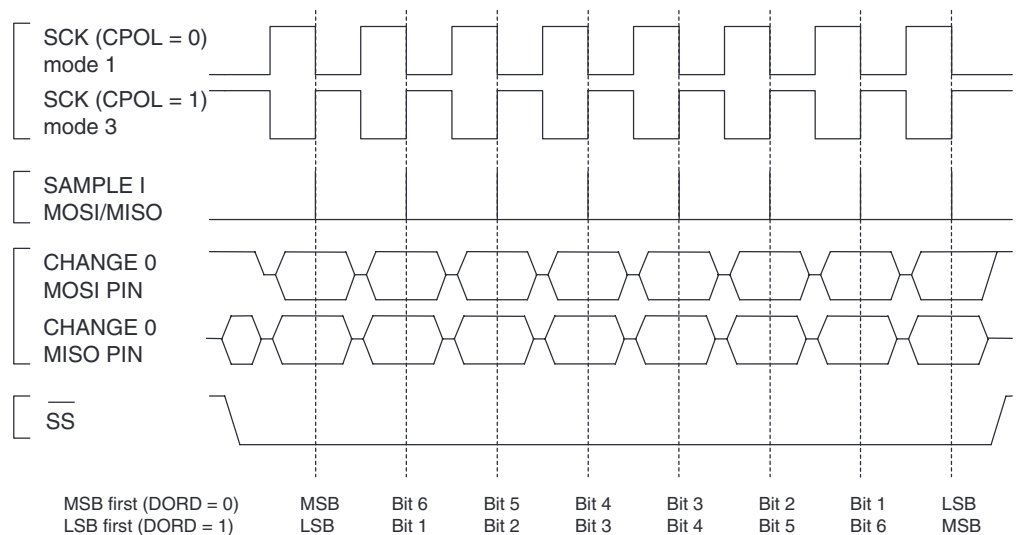 SCK (CPOL = 0)
mode 1
SCK (CPOL = 1)
mode 3
SAMPLE I
MOSI/MISO
CHANGE 0
MOSI PIN
CHANGE 0
MISO PIN
SS
MSB first (DORD = 0) MSB Bit 6 Bit 5 Bit 4 Bit 3 Bit 2 Bit 1 LSB
LSB first (DORD = 1) LSB Bit 1 Bit 2 Bit 3 Bit 4 Bit 5 Bit 6 MSB